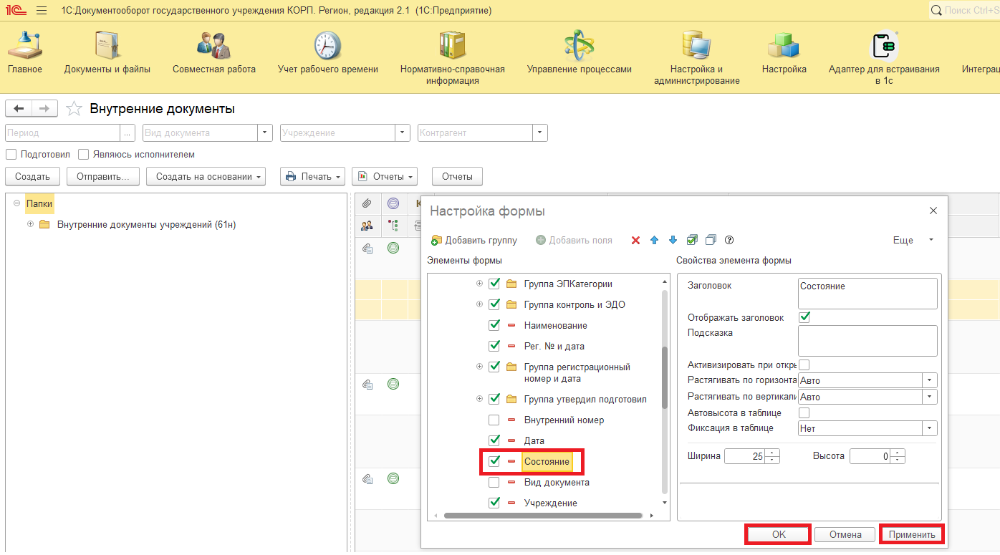 1С:Документооборот государственного учреждения КОРП. Регион, редакция 2.1 (1С:Предприятие)
Поиск Ctrl+S
Главное
Документы и файлы
Совместная работа
Учет рабочего времени
Нормативно-справочная
информация
Управление процессами
Настройка и
администрирование
Настройка
Адаптер для встраивания
в 1с
Интеграц
Внутренние документы
Период
...
Вид документа
Учреждение
Контрагент
Подготовил
Являюсь исполнителем
Создать
Отправить...
Создать на основании
Печать
Отчеты
Отчеты
Папки
Внутренние документы учреждений (61н)
К
Настройка формы
Добавить группу
Добавить поля
Еще
Элементы формы
Свойства элемента формы
Группа ЭПКатегории
Группа контроль и ЭДО
Наименование
Рег. № и дата
Группа регистрационный
номер и дата
Группа утвердил подготовил
Внутренний номер
Дата
Состояние
Вид документа
Учреждение
Заголовок
Состояние
Отображать заголовок
Подсказка
Активизировать при откры
Растягивать по горизонта
Авто
Растягивать по вертикали
Авто
Автовысота в таблице
Фиксация в таблице
Нет
Ширина
25
Высота
0
OK
Отмена
Применить